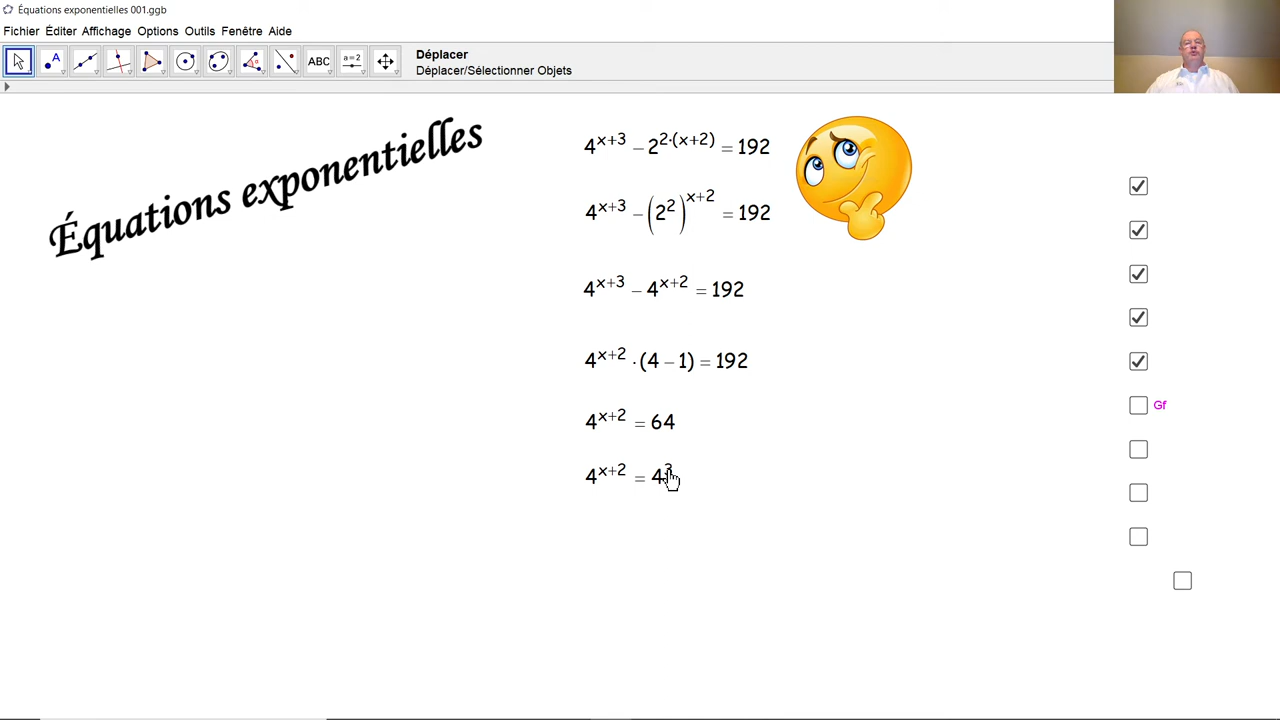 Équations exponentielles 001.ggb
Fichier Éditer Affichage Options Outils Fenêtre Aide
A ABC a=2
Déplacer
Déplacer/Sélectionner Objets
Équations exponentielles
4^{x+3} − 2^{2·(x+2)} = 192
4^{x+3} − (2^2)^{x+2} = 192
4^{x+3} − 4^{x+2} = 192
4^{x+2} · (4 − 1) = 192
4^{x+2} = 64
4^{x+2} = 4^3
Gf